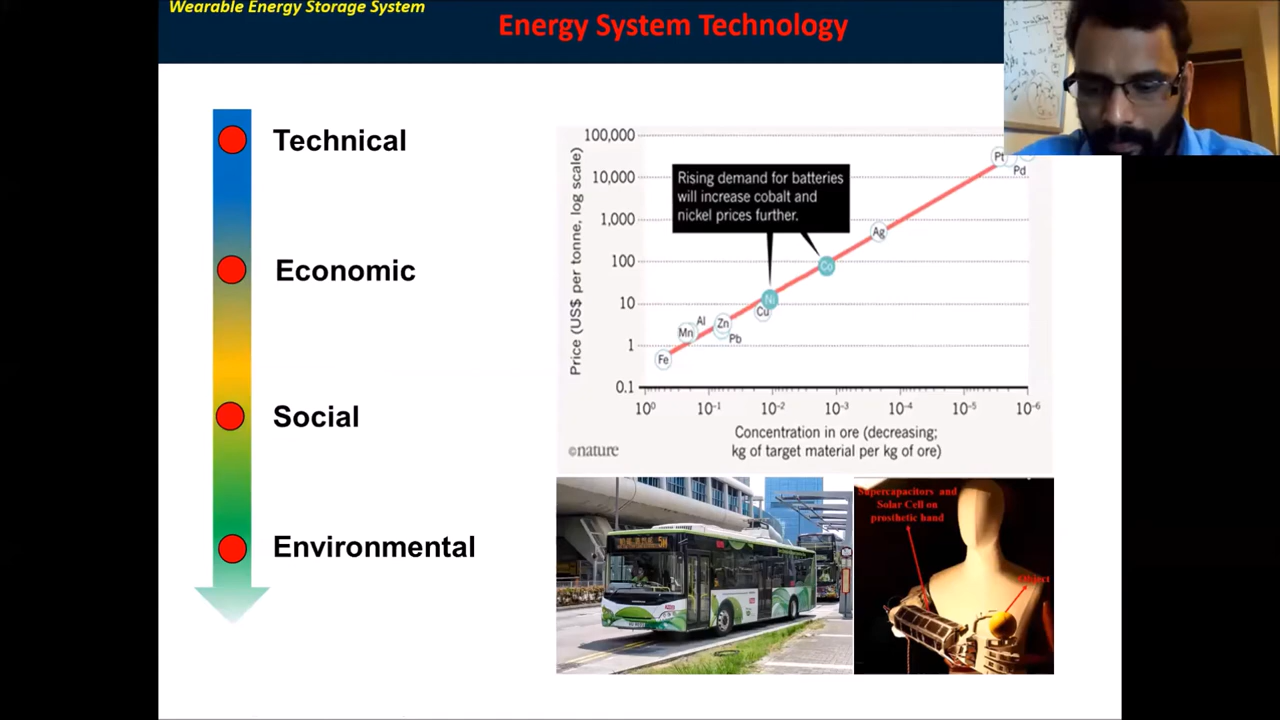 Wearable Energy Storage System
Energy System Technology
Technical
Economic
Social
Environmental
Price (US$ per tonne, log scale)
100,000
10,000
1,000
100
10
1
0.1
Rising demand for batteries
will increase cobalt and
nickel prices further.
Pt
Pd
Ag
Co
Ni
Cu
Al
Mn
Zn
Pb
Fe
10⁰
10⁻¹
10⁻²
10⁻³
10⁻⁴
10⁻⁵
10⁻⁶
Concentration in ore (decreasing;
kg of target material per kg of ore)
©nature
5M
Supercapacitors and
Solar Cell on
prosthetic hand
Object